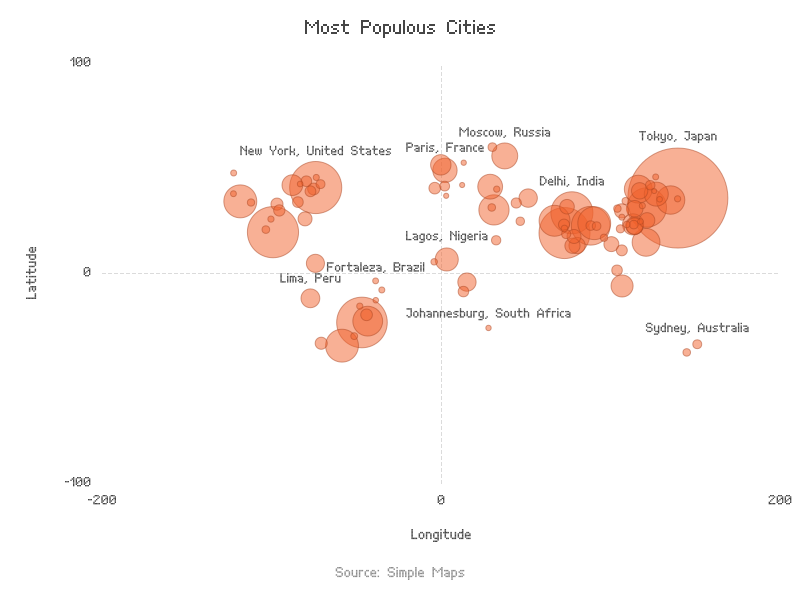 Most Populous Cities
100
Moscow, Russia
Tokyo, Japan
New York, United States
Paris, France
Delhi, India
Lagos, Nigeria
Latitude
0
Fortaleza, Brazil
Lima, Peru
Johannesburg, South Africa
Sydney, Australia
-100
-200
0
200
Longitude
Source: Simple Maps